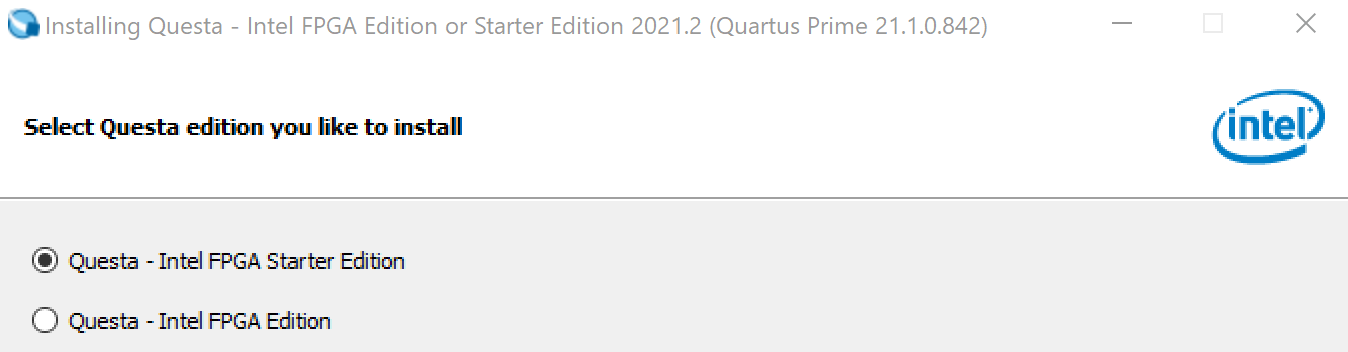 Installing Questa - Intel FPGA Edition or Starter Edition 2021.2 (Quartus Prime 21.1.0.842)
Select Questa edition you like to install
intel
Questa - Intel FPGA Starter Edition
Questa - Intel FPGA Edition